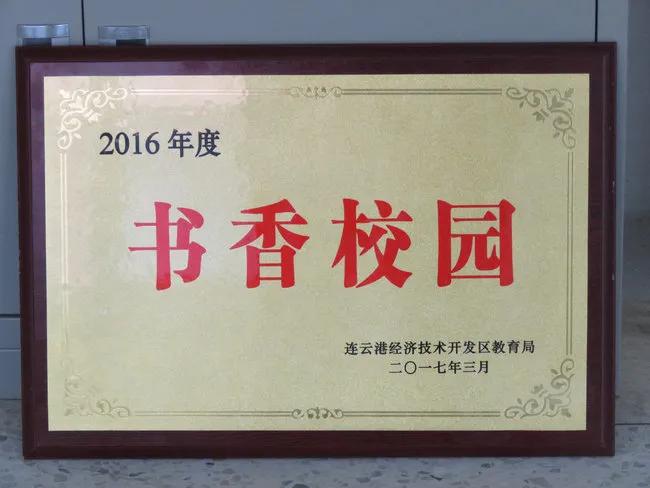 2016年度
书香校园
连云港经济技术开发区教育局
二〇一七年三月